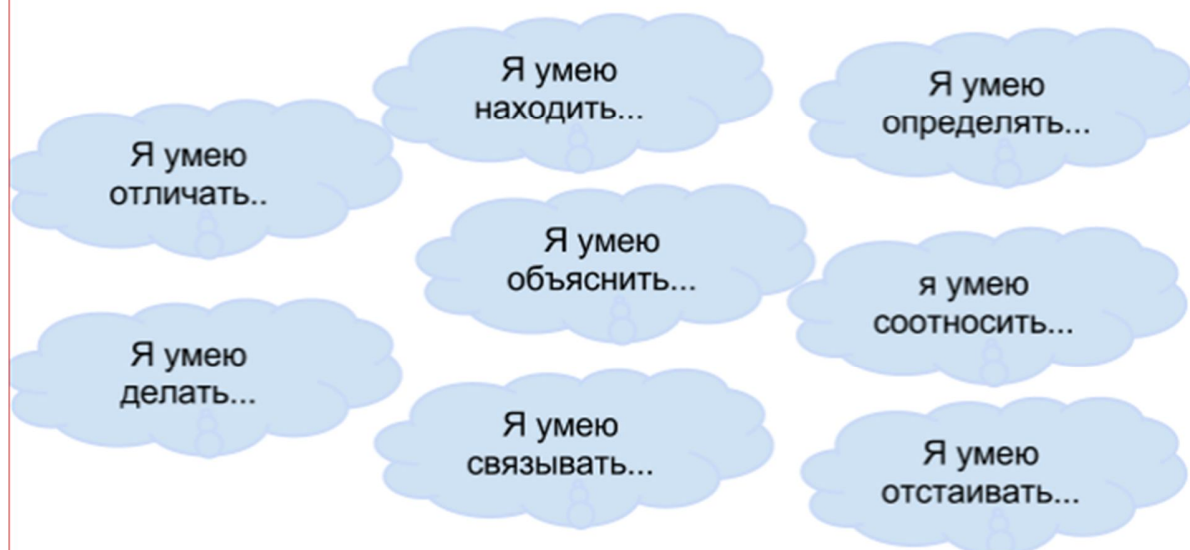 Я умею
находить...
Я умею
определять...
Я умею
отличать..
Я умею
объяснить...
я умею
соотносить...
Я умею
делать...
Я умею
связывать...
Я умею
отстаивать...